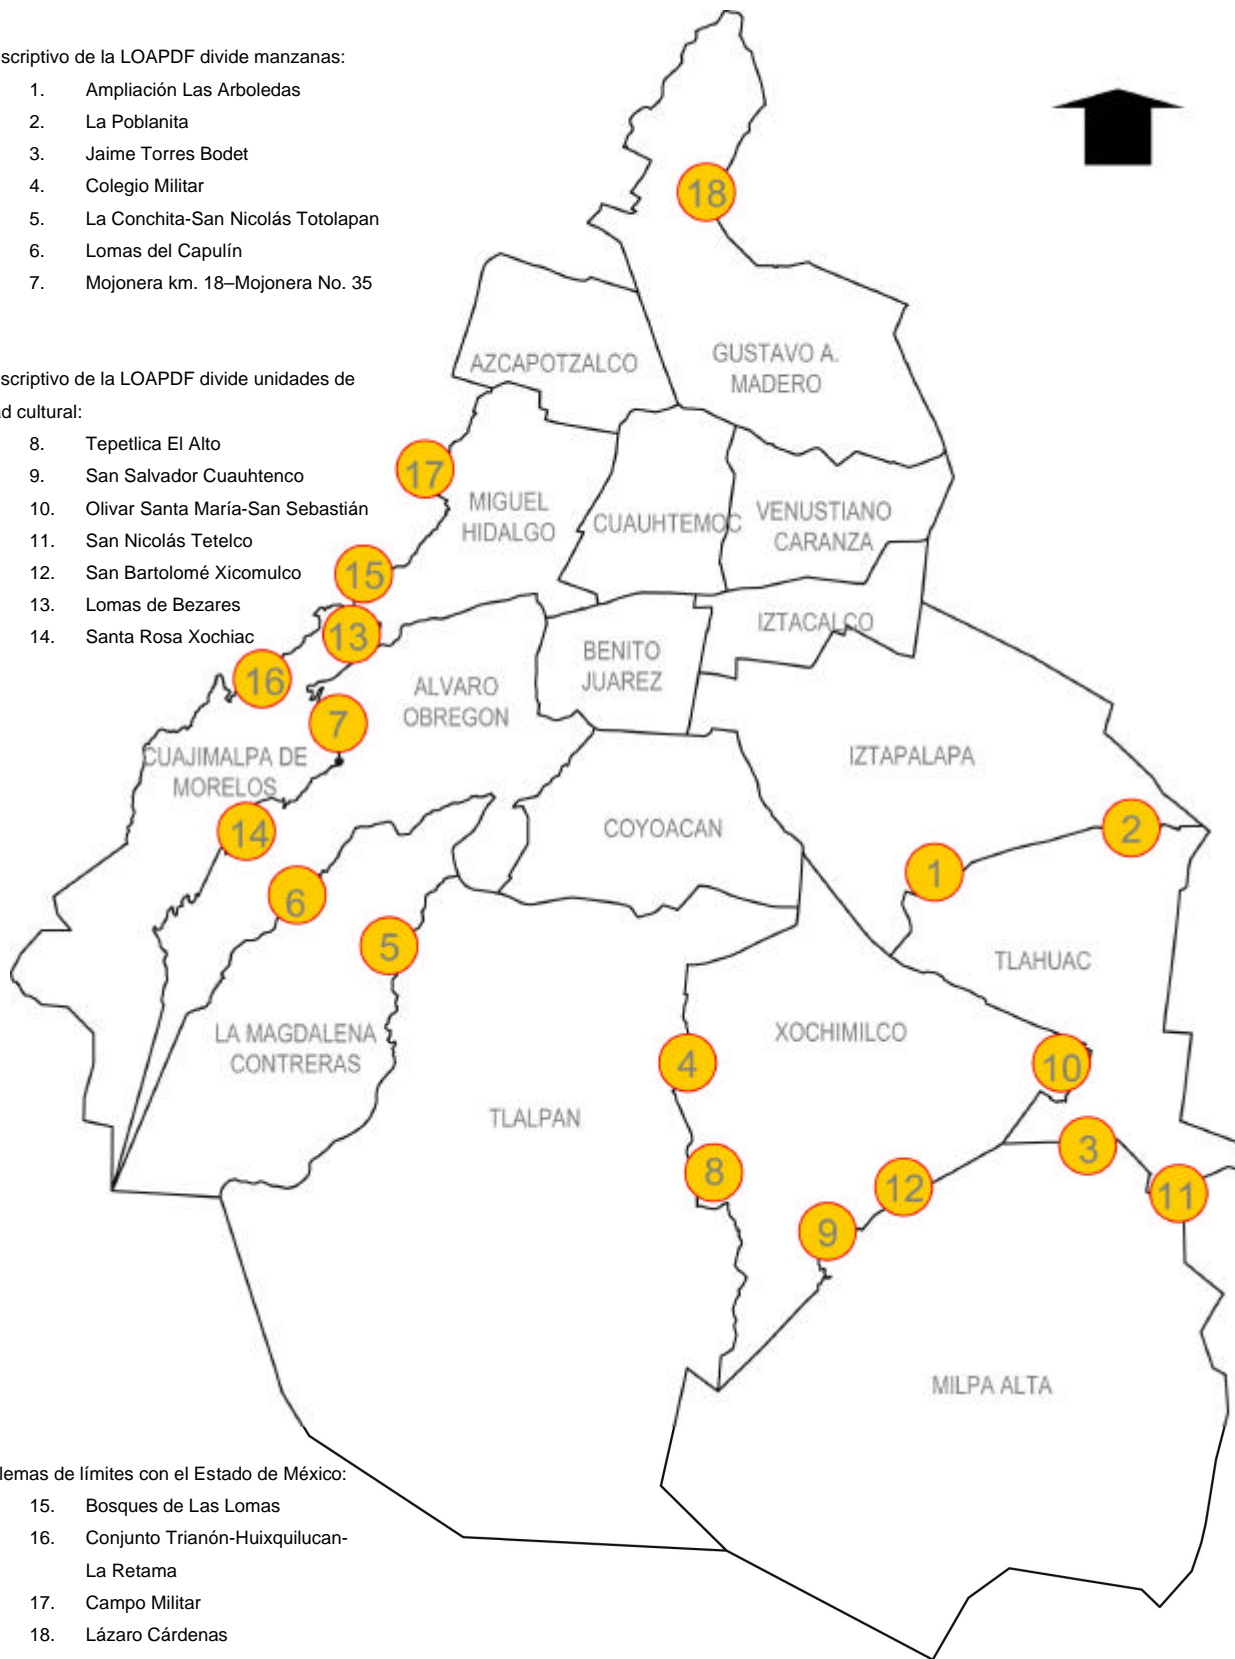 scriptivo de la LOAPDF divide manzanas:
1. Ampliación Las Arboledas
2. La Poblanita
3. Jaime Torres Bodet
4. Colegio Militar
5. La Conchita-San Nicolás Totolapan
6. Lomas del Capulín
7. Mojonera km. 18–Mojonera No. 35
scriptivo de la LOAPDF divide unidades de
ad cultural:
8. Tepetlica El Alto
9. San Salvador Cuauhtenco
10. Olivar Santa María-San Sebastián
11. San Nicolás Tetelco
12. San Bartolomé Xicomulco
13. Lomas de Bezares
14. Santa Rosa Xochiac
18
AZCAPOTZALCO
GUSTAVO A.
MADERO
17
MIGUEL
HIDALGO
CUAUHTEMOC
VENUSTIANO
CARANZA
15
13
IZTACALCO
BENITO
JUAREZ
16
ALVARO
OBREGON
7
CUAJIMALPA DE
MORELOS
IZTAPALAPA
14
COYOACAN
2
1
6
5
TLAHUAC
LA MAGDALENA
CONTRERAS
XOCHIMILCO
4
10
TLALPAN
3
8
12
11
9
MILPA ALTA
lemas de límites con el Estado de México:
15. Bosques de Las Lomas
16. Conjunto Trianón-Huixquilucan-
La Retama
17. Campo Militar
18. Lázaro Cárdenas